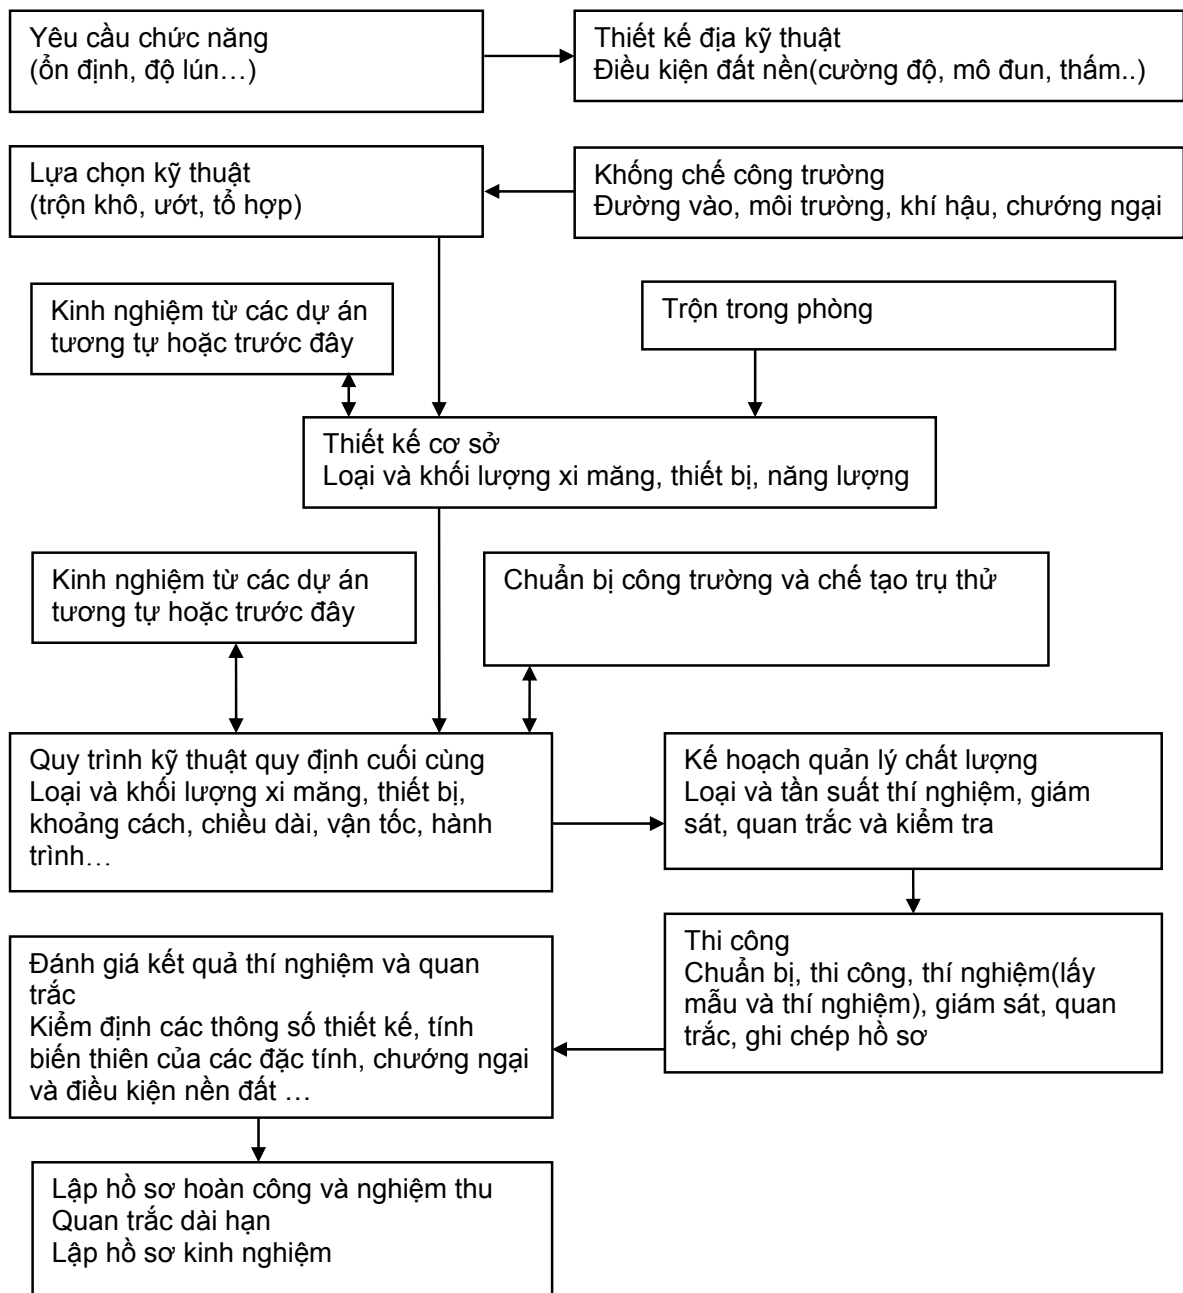 Yêu cầu chức năng
(ổn định, độ lún…)
Thiết kế địa kỹ thuật
Điều kiện đất nền(cường độ, mô đun, thấm..)
Lựa chọn kỹ thuật
(trộn khô, ướt, tổ hợp)
Khống chế công trường
Đường vào, môi trường, khí hậu, chướng ngại
Kinh nghiệm từ các dự án
tương tự hoặc trước đây
Trộn trong phòng
Thiết kế cơ sở
Loại và khối lượng xi măng, thiết bị, năng lượng
Kinh nghiệm từ các dự án
tương tự hoặc trước đây
Chuẩn bị công trường và chế tạo trụ thử
Quy trình kỹ thuật quy định cuối cùng
Loại và khối lượng xi măng, thiết bị,
khoảng cách, chiều dài, vận tốc, hành
trình…
Kế hoạch quản lý chất lượng
Loại và tần suất thí nghiệm, giám
sát, quan trắc và kiểm tra
Thi công
Chuẩn bị, thi công, thí nghiệm(lấy
mẫu và thí nghiệm), giám sát, quan
trắc, ghi chép hồ sơ
Đánh giá kết quả thí nghiệm và quan
trắc
Kiểm định các thông số thiết kế, tính
biến thiên của các đặc tính, chướng ngại
và điều kiện nền đất …
Lập hồ sơ hoàn công và nghiệm thu
Quan trắc dài hạn
Lập hồ sơ kinh nghiệm